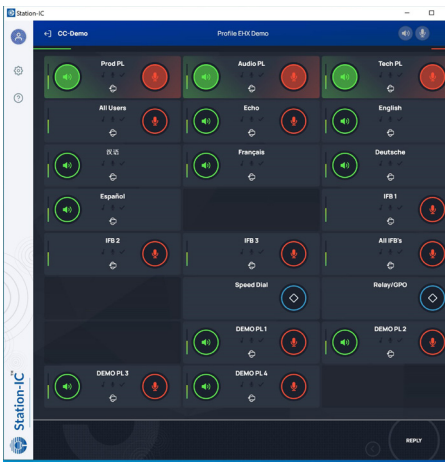 Station-IC
CC-Demo
Profile EHX Demo
Prod PL
Audio PL
Tech PL
All Users
Echo
English
汉语
Français
Deutsche
Español
IFB 1
IFB 2
IFB 3
All IFB's
Speed Dial
Relay/GPO
DEMO PL 1
DEMO PL 2
DEMO PL 3
DEMO PL 4
Station-IC
REPLY